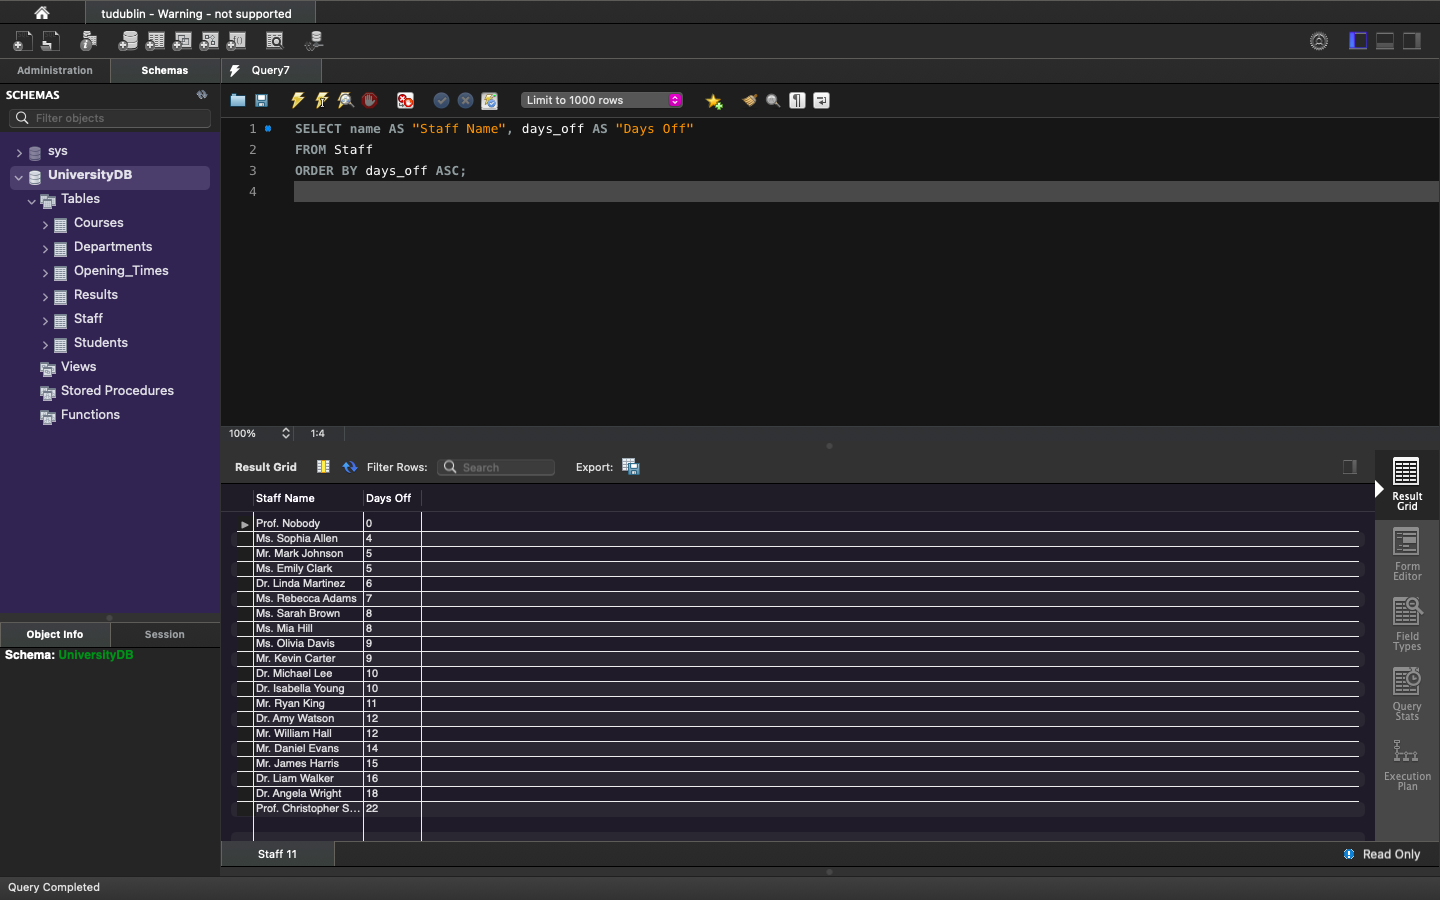 tudublin - Warning - not supported
Administration
Schemas
Query7
SCHEMAS
Filter objects
Limit to 1000 rows
sys
UniversityDB
Tables
Courses
Departments
Opening_Times
Results
Staff
Students
Views
Stored Procedures
Functions
1 SELECT name AS "Staff Name", days_off AS "Days Off"
2 FROM Staff
3 ORDER BY days_off ASC;
4
100% 1:4
Result Grid Filter Rows: Search Export:
Staff Name Days Off
Prof. Nobody 0
Ms. Sophia Allen 4
Mr. Mark Johnson 5
Ms. Emily Clark 5
Dr. Linda Martinez 6
Ms. Rebecca Adams 7
Ms. Sarah Brown 8
Ms. Mia Hill 8
Ms. Olivia Davis 9
Mr. Kevin Carter 9
Dr. Michael Lee 10
Dr. Isabella Young 10
Mr. Ryan King 11
Dr. Amy Watson 12
Mr. William Hall 12
Mr. Daniel Evans 14
Mr. James Harris 15
Dr. Liam Walker 16
Dr. Angela Wright 18
Prof. Christopher S... 22
Result
Grid
Form
Editor
Field
Types
Query
Stats
Execution
Plan
Object Info
Session
Schema: UniversityDB
Staff 11
Read Only
Query Completed